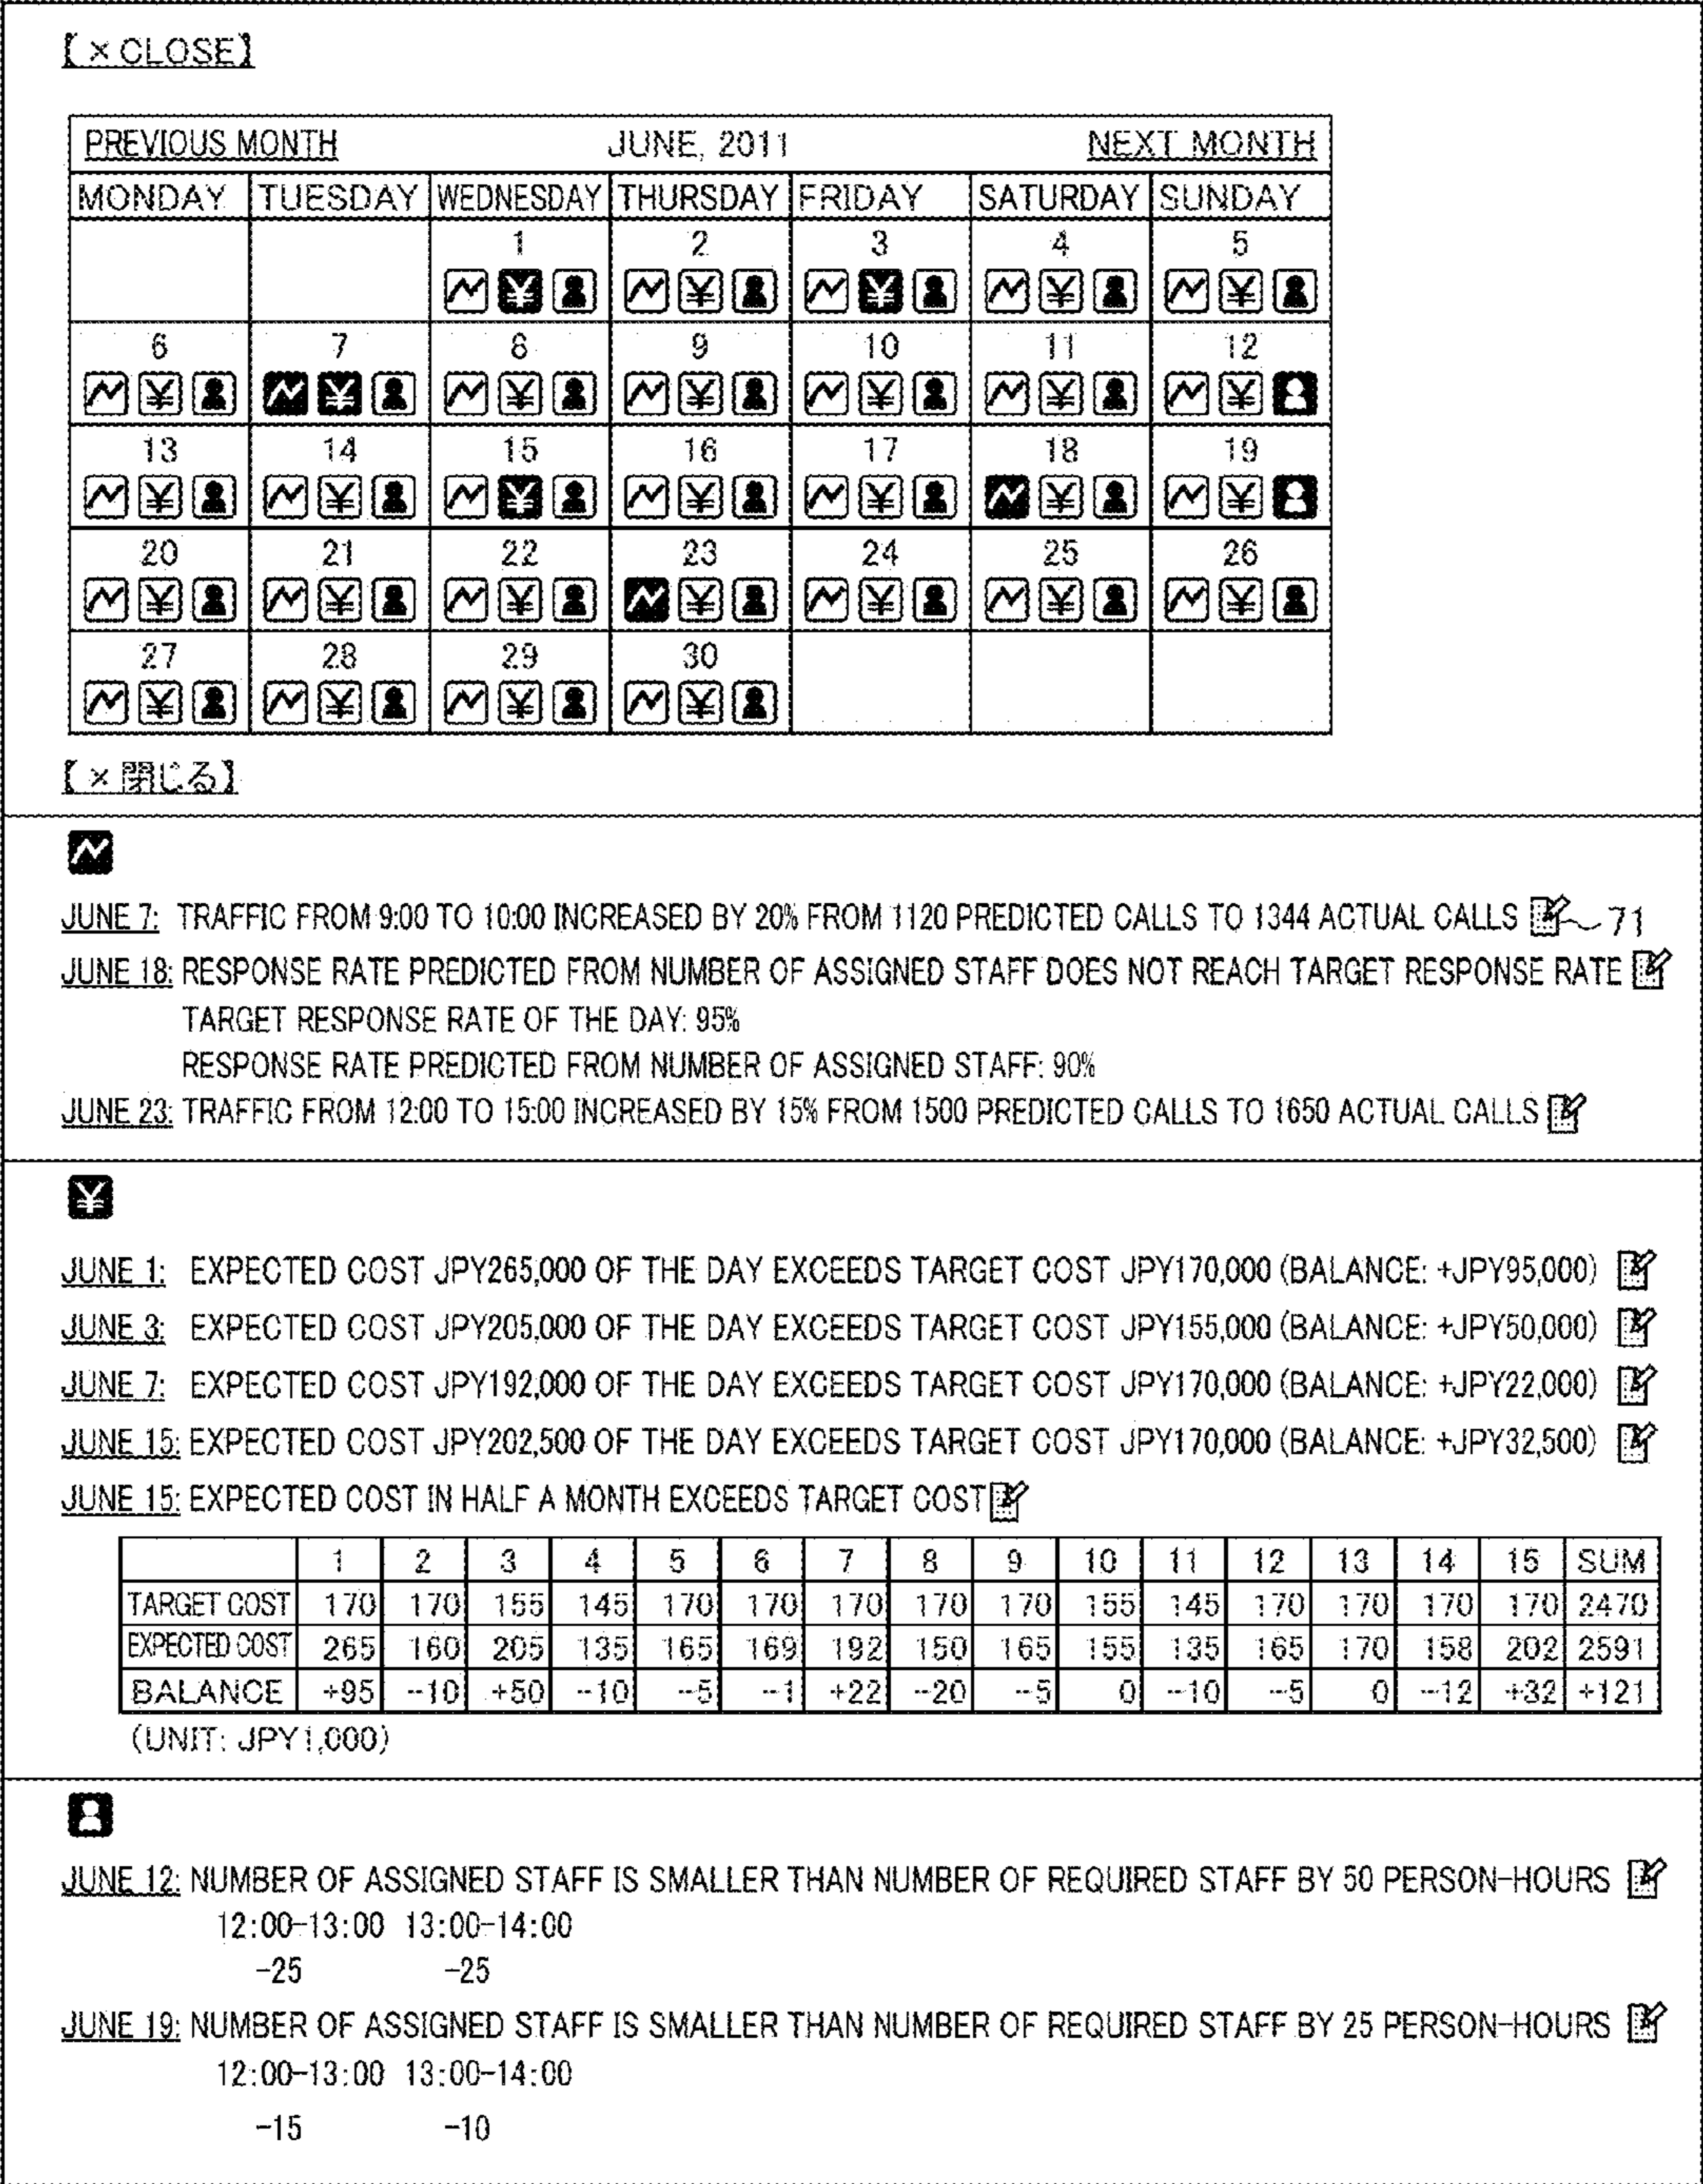 【×CLOSE】
PREVIOUS MONTH JUNE, 2011 NEXT MONTH
MONDAY TUESDAY WEDNESDAY THURSDAY FRIDAY SATURDAY SUNDAY
1 2 3 4 5
¥ ¥ ¥ ¥ ¥
6 7 8 9 10 11 12
¥ ¥ ¥ ¥ ¥ ¥ ¥
13 14 15 16 17 18 19
¥ ¥ ¥ ¥ ¥ ¥ ¥
20 21 22 23 24 25 26
¥ ¥ ¥ ¥ ¥ ¥ ¥
27 28 29 30
¥ ¥ ¥ ¥
【×閉じる】
JUNE 7: TRAFFIC FROM 9:00 TO 10:00 INCREASED BY 20% FROM 1120 PREDICTED CALLS TO 1344 ACTUAL CALLS 71
JUNE 18: RESPONSE RATE PREDICTED FROM NUMBER OF ASSIGNED STAFF DOES NOT REACH TARGET RESPONSE RATE
TARGET RESPONSE RATE OF THE DAY: 95%
RESPONSE RATE PREDICTED FROM NUMBER OF ASSIGNED STAFF: 90%
JUNE 23: TRAFFIC FROM 12:00 TO 15:00 INCREASED BY 15% FROM 1500 PREDICTED CALLS TO 1650 ACTUAL CALLS
¥
JUNE 1: EXPECTED COST JPY265,000 OF THE DAY EXCEEDS TARGET COST JPY170,000 (BALANCE: +JPY95,000)
JUNE 3: EXPECTED COST JPY205,000 OF THE DAY EXCEEDS TARGET COST JPY155,000 (BALANCE: +JPY50,000)
JUNE 7: EXPECTED COST JPY192,000 OF THE DAY EXCEEDS TARGET COST JPY170,000 (BALANCE: +JPY22,000)
JUNE 15: EXPECTED COST JPY202,500 OF THE DAY EXCEEDS TARGET COST JPY170,000 (BALANCE: +JPY32,500)
JUNE 15: EXPECTED COST IN HALF A MONTH EXCEEDS TARGET COST
1 2 3 4 5 6 7 8 9 10 11 12 13 14 15 SUM
TARGET COST 170 170 155 145 170 170 170 170 170 155 145 170 170 170 170 2470
EXPECTED COST 265 160 205 135 165 169 192 150 165 155 135 165 170 158 202 2591
BALANCE +95 -10 +50 -10 -5 -1 +22 -20 -5 0 -10 -5 0 -12 +32 +121
(UNIT: JPY1,000)
JUNE 12: NUMBER OF ASSIGNED STAFF IS SMALLER THAN NUMBER OF REQUIRED STAFF BY 50 PERSON-HOURS
12:00-13:00 13:00-14:00
-25 -25
JUNE 19: NUMBER OF ASSIGNED STAFF IS SMALLER THAN NUMBER OF REQUIRED STAFF BY 25 PERSON-HOURS
12:00-13:00 13:00-14:00
-15 -10